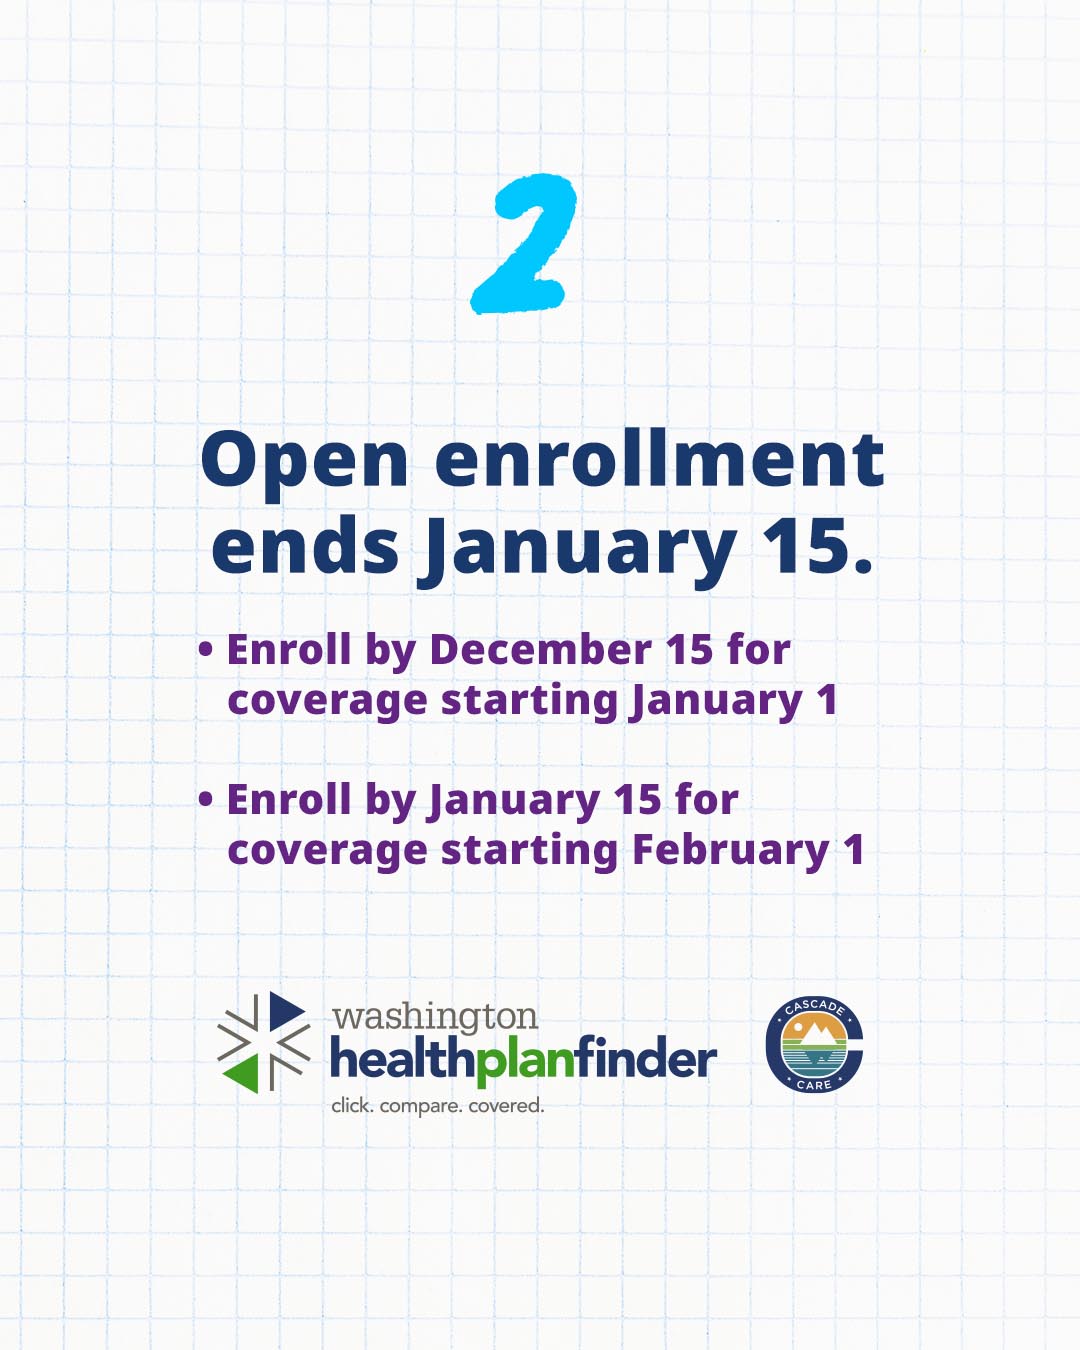 2
Open enrollment
ends January 15.
• Enroll by December 15 for
coverage starting January 1
• Enroll by January 15 for
coverage starting February 1
washington
healthplanfinder
click. compare. covered.
CASCADE
CARE